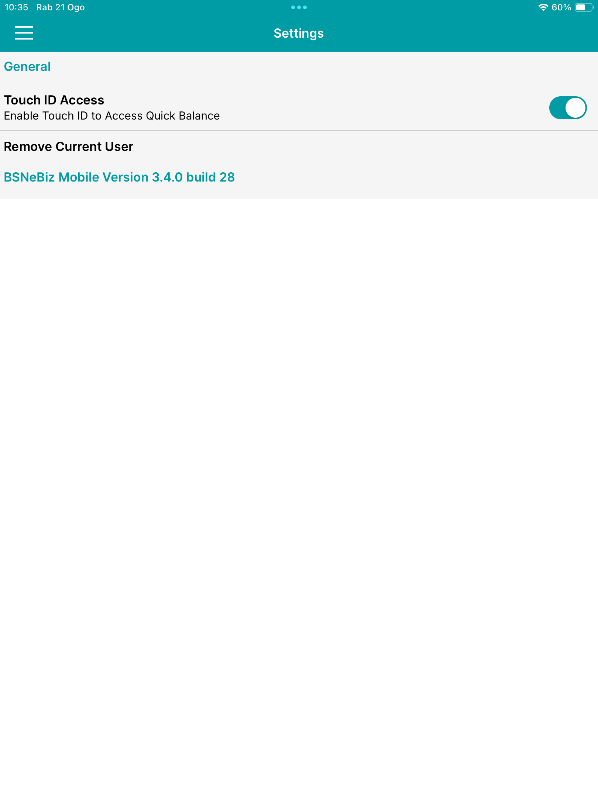 10:35 Rab 21 Ogo
60%
Settings
General
Touch ID Access
Enable Touch ID to Access Quick Balance
Remove Current User
BSNeBiz Mobile Version 3.4.0 build 28